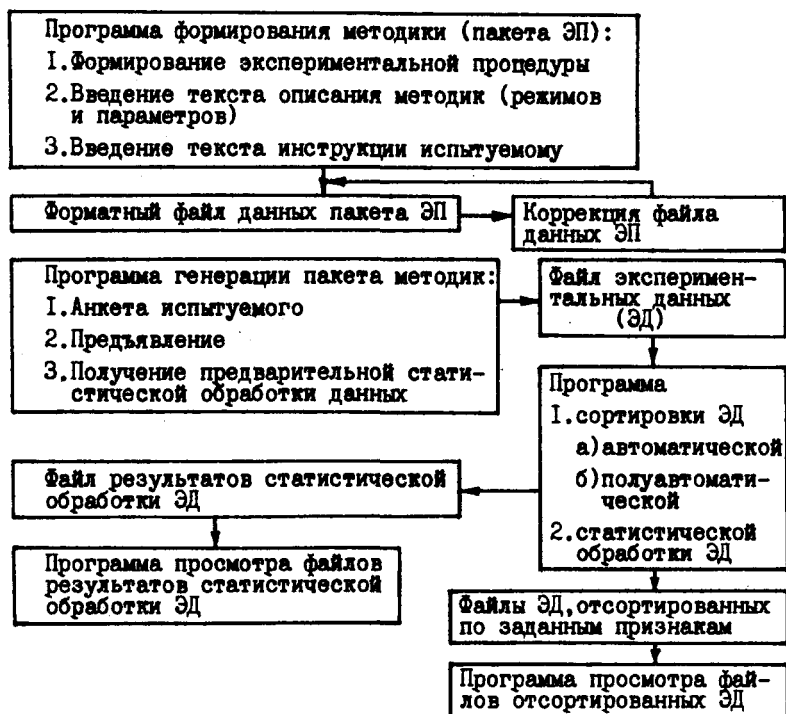 Программа формирования методики (пакета ЭП):
1.Формирование экспериментальной процедуры
2.Введение текста описания методик (режимов
и параметров)
3.Введение текста инструкции испытуемому
Форматный файл данных пакета ЭП
Коррекция файла
данных ЭП
Программа генерации пакета методик:
1.Анкета испытуемого
2.Предъявление
3.Получение предварительной стати-
стической обработки данных
Файл эксперимен-
тальных данных
(ЭД)
Программа
1.сортировки ЭД
а)автоматической
б)полуавтомати-
ческой
2.статистической
обработки ЭД
Файл результатов статистической
обработки ЭД
Программа просмотра файлов
результатов статистической
обработки ЭД
Файлы ЭД,отсортированных
по заданным признакам
Программа просмотра фай-
лов отсортированных ЭД